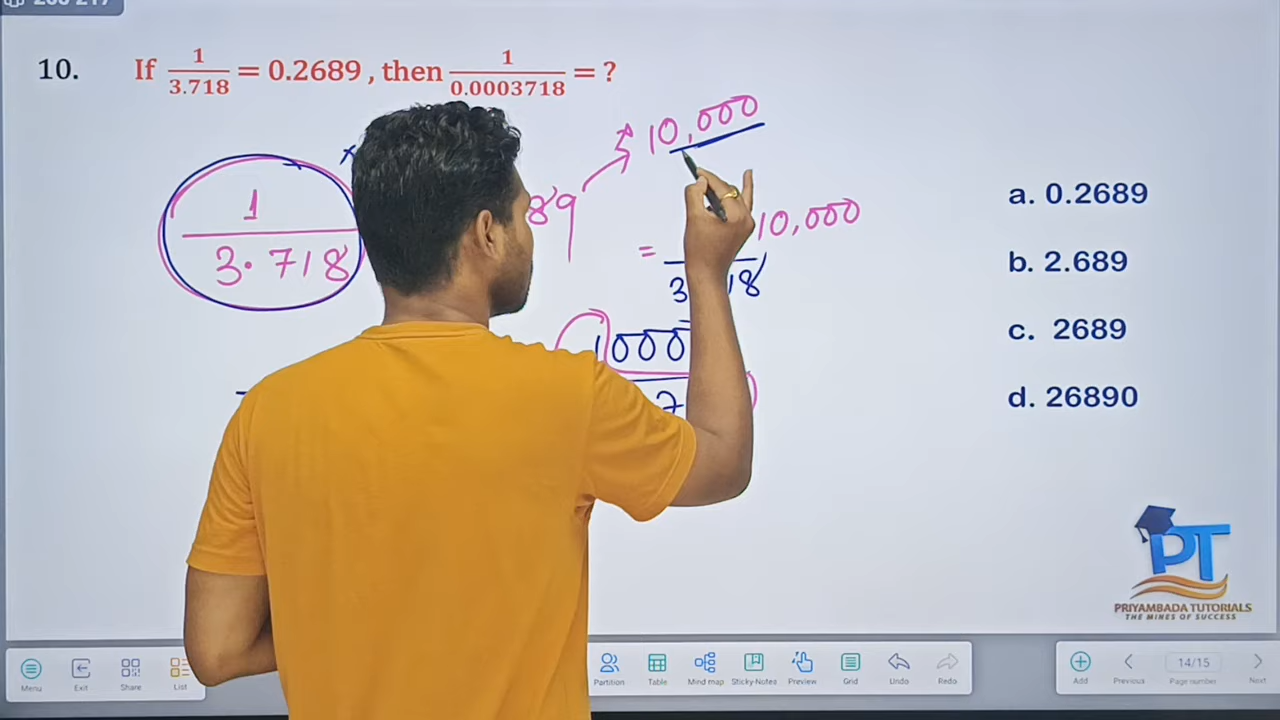 10. If 1/3.718 = 0.2689 , then 1/0.0003718 = ?
10,000
1
3.718
89
= 10,000
18
1000
7
a. 0.2689
b. 2.689
c. 2689
d. 26890
PT
PRIYAMBADA TUTORIALS
THE MINES OF SUCCESS
Menu Exit Share List Partition Table Mind map Sticky-Notes Preview Grid Undo Redo Add Previous 14/15 Page number Next